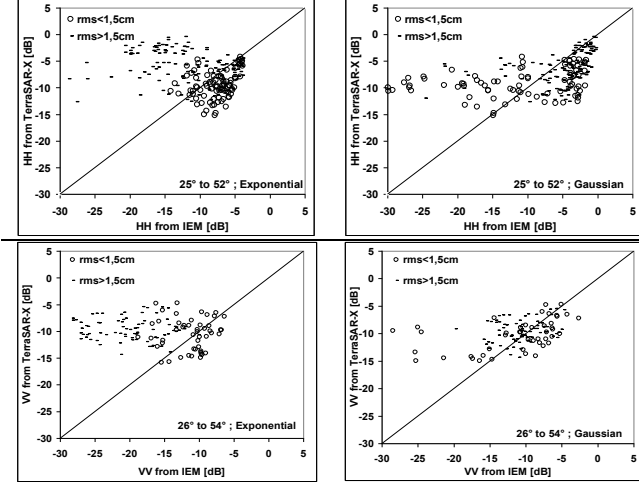 5
0
-5
-10
-15
-20
-25
-30
HH from TerraSAR-X [dB]
rms<1,5cm
rms>1,5cm
25° to 52° ; Exponential
-30 -25 -20 -15 -10 -5 0 5
HH from IEM [dB]
5
0
-5
-10
-15
-20
-25
-30
HH from TerraSAR-X [dB]
rms<1,5cm
rms>1,5cm
25° to 52° ; Gaussian
-30 -25 -20 -15 -10 -5 0 5
HH from IEM [dB]
5
0
-5
-10
-15
-20
-25
-30
VV from TerraSAR-X [dB]
rms<1,5cm
rms>1,5cm
26° to 54° ; Exponential
-30 -25 -20 -15 -10 -5 0 5
VV from IEM [dB]
5
0
-5
-10
-15
-20
-25
-30
VV from TerraSAR-X [dB]
rms<1,5cm
rms>1,5cm
26° to 54° ; Gaussian
-30 -25 -20 -15 -10 -5 0 5
VV from IEM [dB]